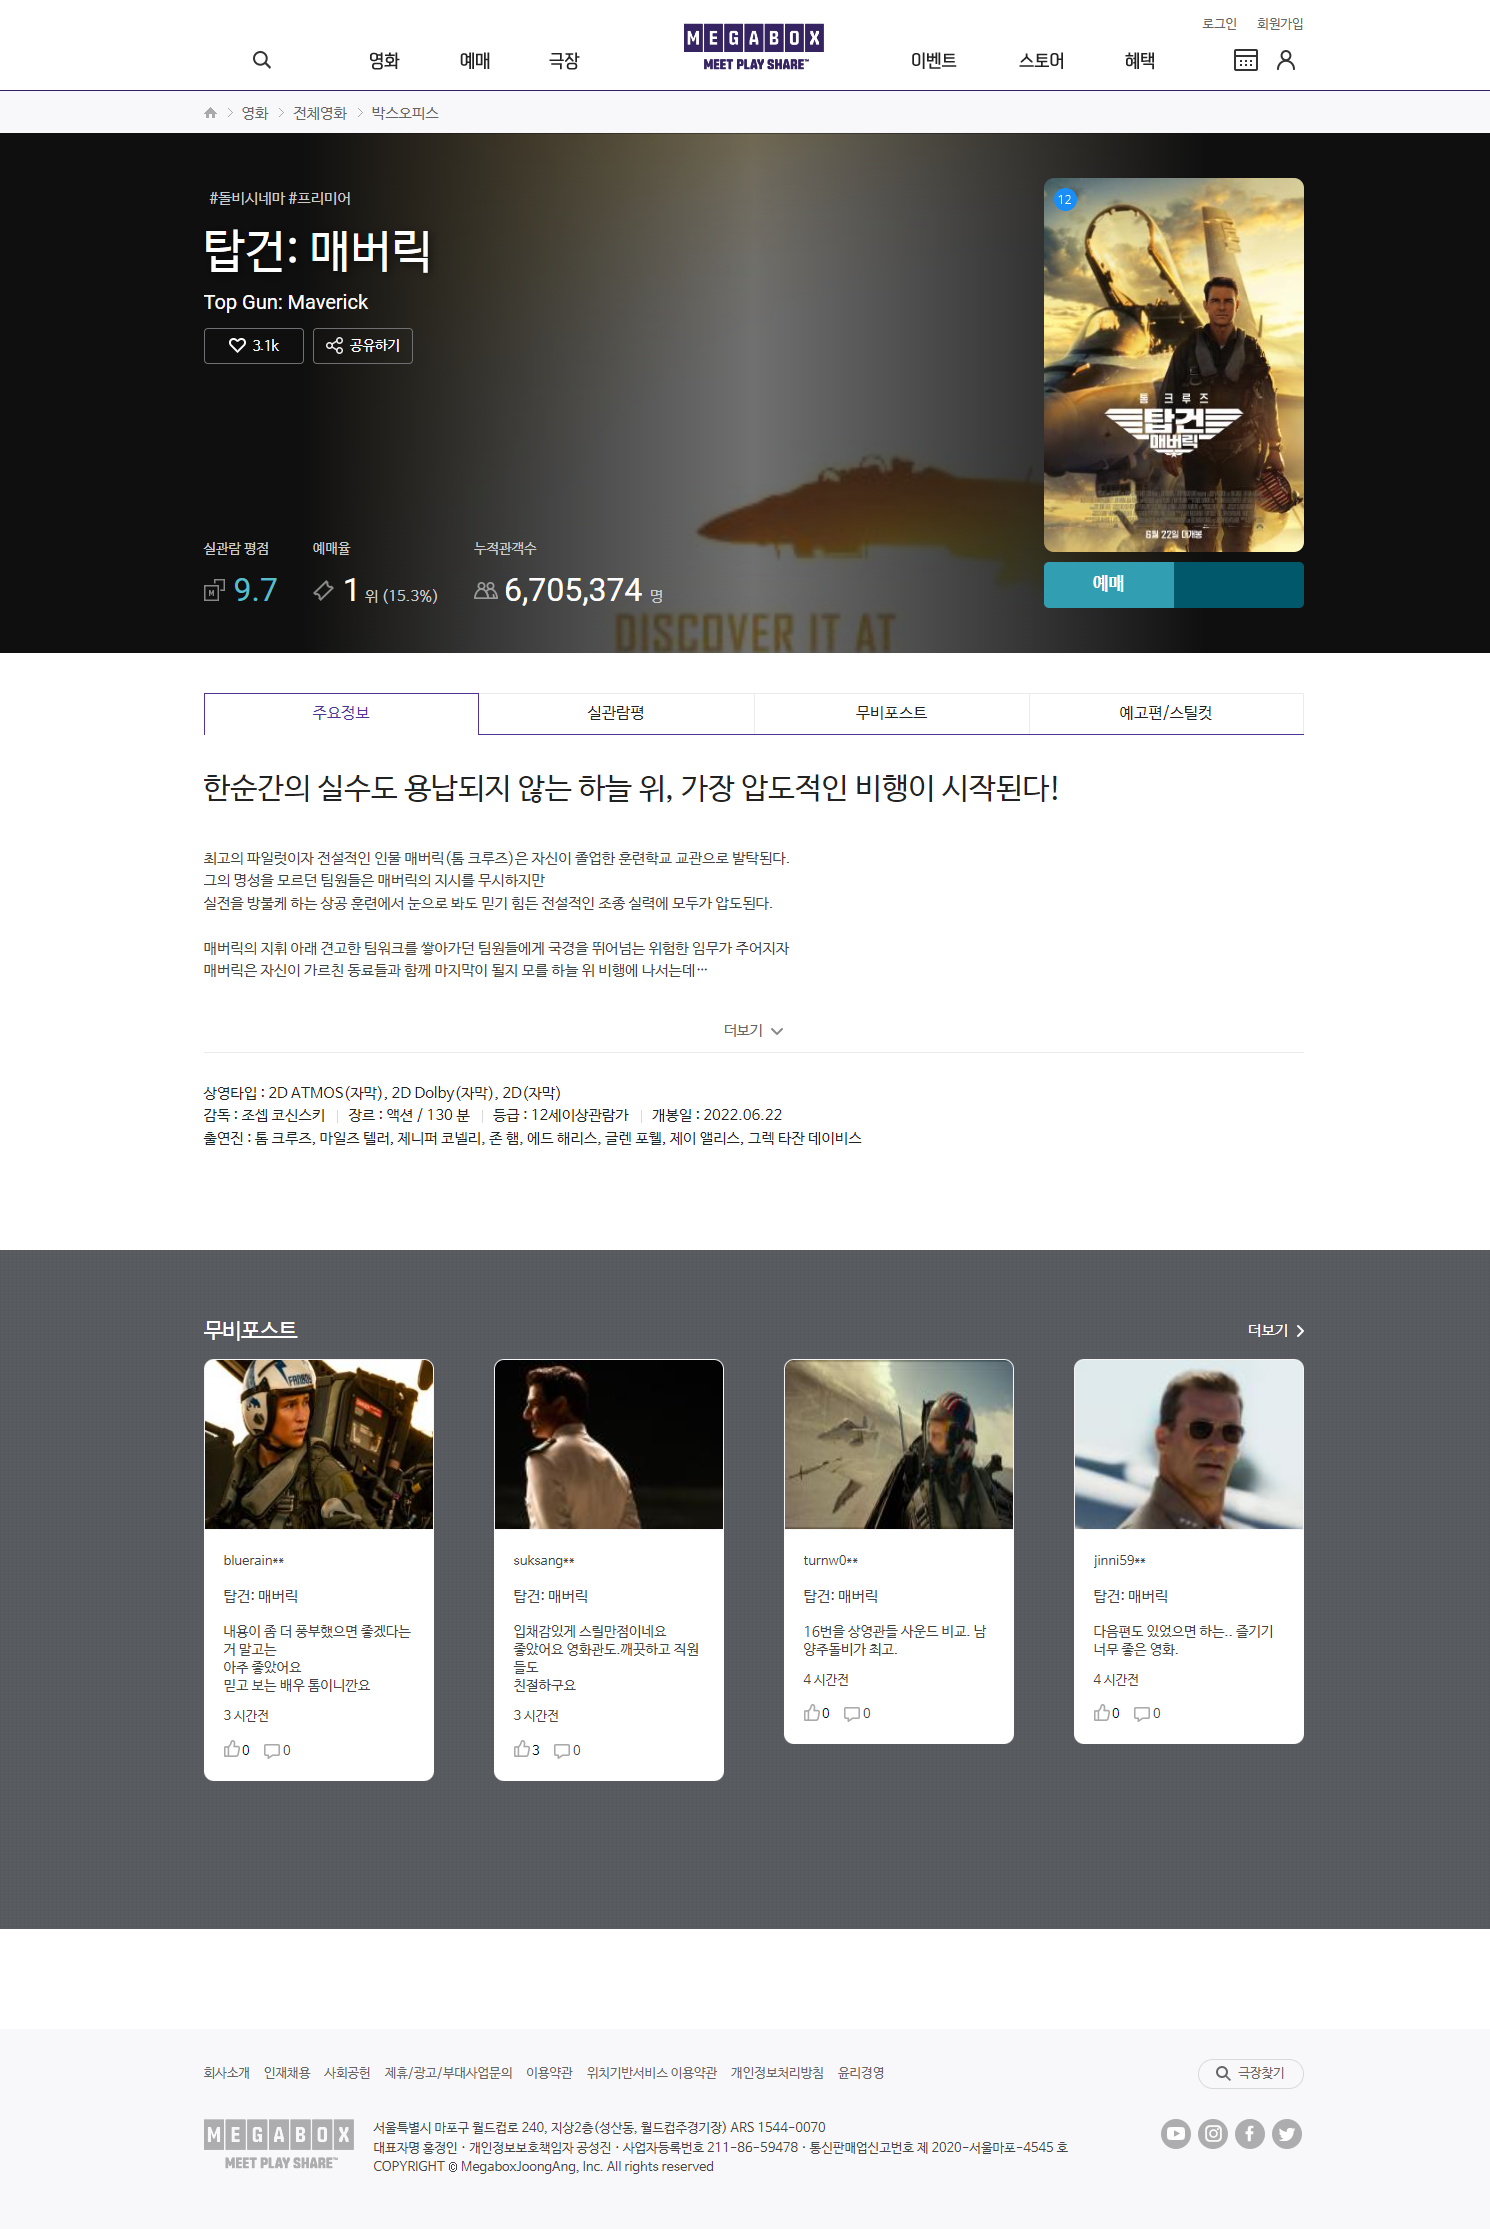 로그인 회원가입
MEGABOX
MEET PLAY SHARE™
영화 예매 극장 이벤트 스토어 혜택
영화 전체영화 박스오피스
#돌비시네마 #프리미어
탑건: 매버릭
Top Gun: Maverick
3.1k 공유하기
12
톰 크루즈
탑건
매버릭
6월 22일 대개봉
실관람 평점 예매율 누적관객수
9.7 1 위 (15.3%) 6,705,374 명
예매
DISCOVER IT AT
주요정보 실관람평 무비포스트 예고편/스틸컷
한순간의 실수도 용납되지 않는 하늘 위, 가장 압도적인 비행이 시작된다!
최고의 파일럿이자 전설적인 인물 매버릭(톰 크루즈)은 자신이 졸업한 훈련학교 교관으로 발탁된다.
그의 명성을 모르던 팀원들은 매버릭의 지시를 무시하지만
실전을 방불케 하는 상공 훈련에서 눈으로 봐도 믿기 힘든 전설적인 조종 실력에 모두가 압도된다.
매버릭의 지휘 아래 견고한 팀워크를 쌓아가던 팀원들에게 국경을 뛰어넘는 위험한 임무가 주어지자
매버릭은 자신이 가르친 동료들과 함께 마지막이 될지 모를 하늘 위 비행에 나서는데…
더보기
상영타입 : 2D ATMOS(자막), 2D Dolby(자막), 2D(자막)
감독 : 조셉 코신스키 장르 : 액션 / 130 분 등급 : 12세이상관람가 개봉일 : 2022.06.22
출연진 : 톰 크루즈, 마일즈 텔러, 제니퍼 코넬리, 존 햄, 에드 해리스, 글렌 포웰, 제이 앨리스, 그렉 타잔 데이비스
무비포스트 더보기
bluerain**
탑건: 매버릭
내용이 좀 더 풍부했으면 좋겠다는
거 말고는
아주 좋았어요
믿고 보는 배우 톰이니깐요
3 시간전
0 0
suksang**
탑건: 매버릭
입체감있게 스릴만점이네요
좋았어요 영화관도.깨끗하고 직원
들도
친절하구요
3 시간전
3 0
turnw0**
탑건: 매버릭
16번을 상영관들 사운드 비교. 남
양주돌비가 최고.
4 시간전
0 0
jinni59**
탑건: 매버릭
다음편도 있었으면 하는.. 즐기기
너무 좋은 영화.
4 시간전
0 0
회사소개 인재채용 사회공헌 제휴/광고/부대사업문의 이용약관 위치기반서비스 이용약관 개인정보처리방침 윤리경영 극장찾기
MEGABOX
MEET PLAY SHARE™
서울특별시 마포구 월드컵로 240, 지상2층(성산동, 월드컵주경기장) ARS 1544-0070
대표자명 홍정인 · 개인정보보호책임자 공성진 · 사업자등록번호 211-86-59478 · 통신판매업신고번호 제 2020-서울마포-4545 호
COPYRIGHT © MegaboxJoongAng, Inc. All rights reserved